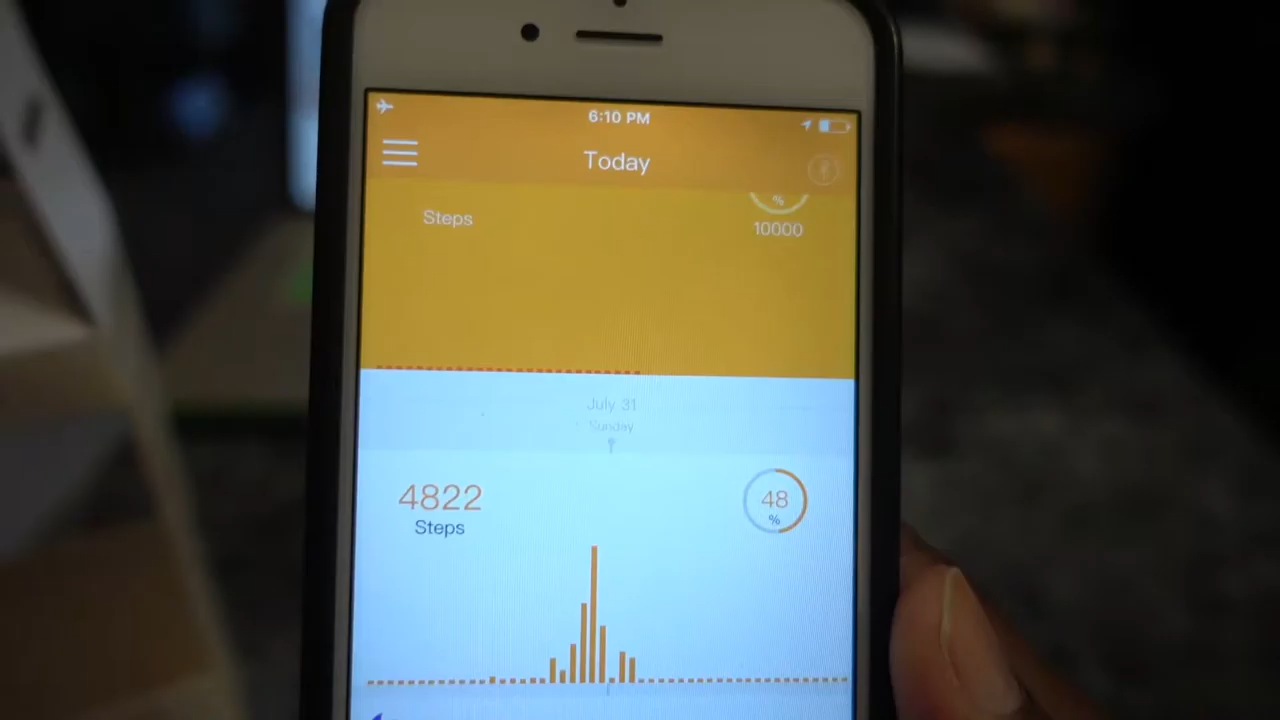 6:10 PM
Today
%
Steps
10000
July 31
Sunday
4822
48
Steps
%